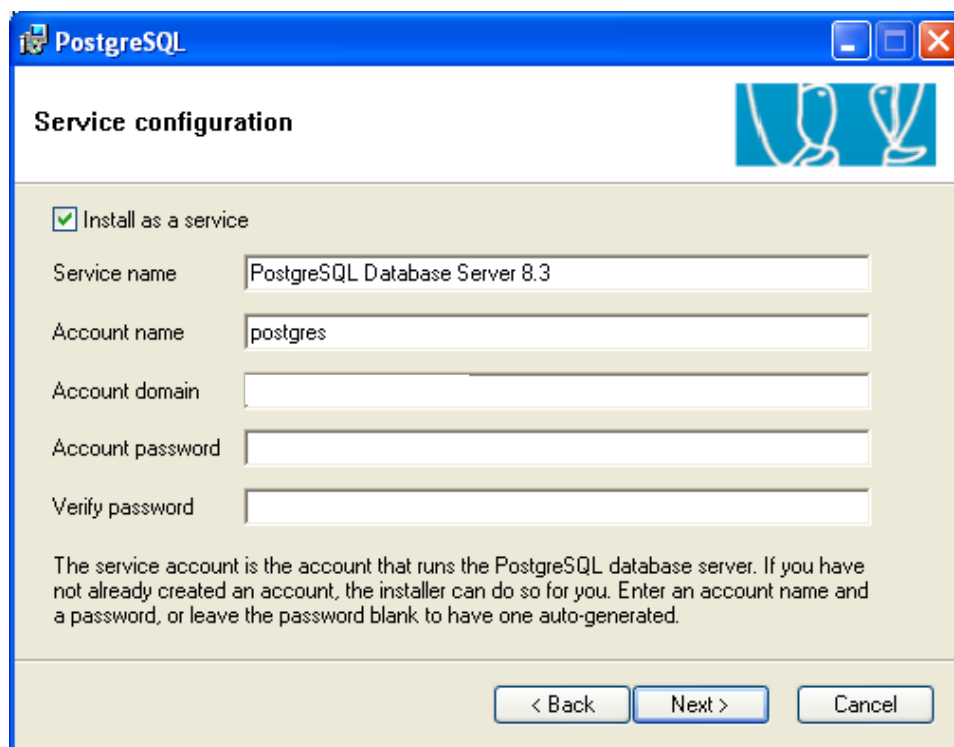 PostgreSQL
Service configuration
Install as a service
Service name PostgreSQL Database Server 8.3
Account name postgres
Account domain
Account password
Verify password
The service account is the account that runs the PostgreSQL database server. If you have
not already created an account, the installer can do so for you. Enter an account name and
a password, or leave the password blank to have one auto-generated.
< Back Next > Cancel